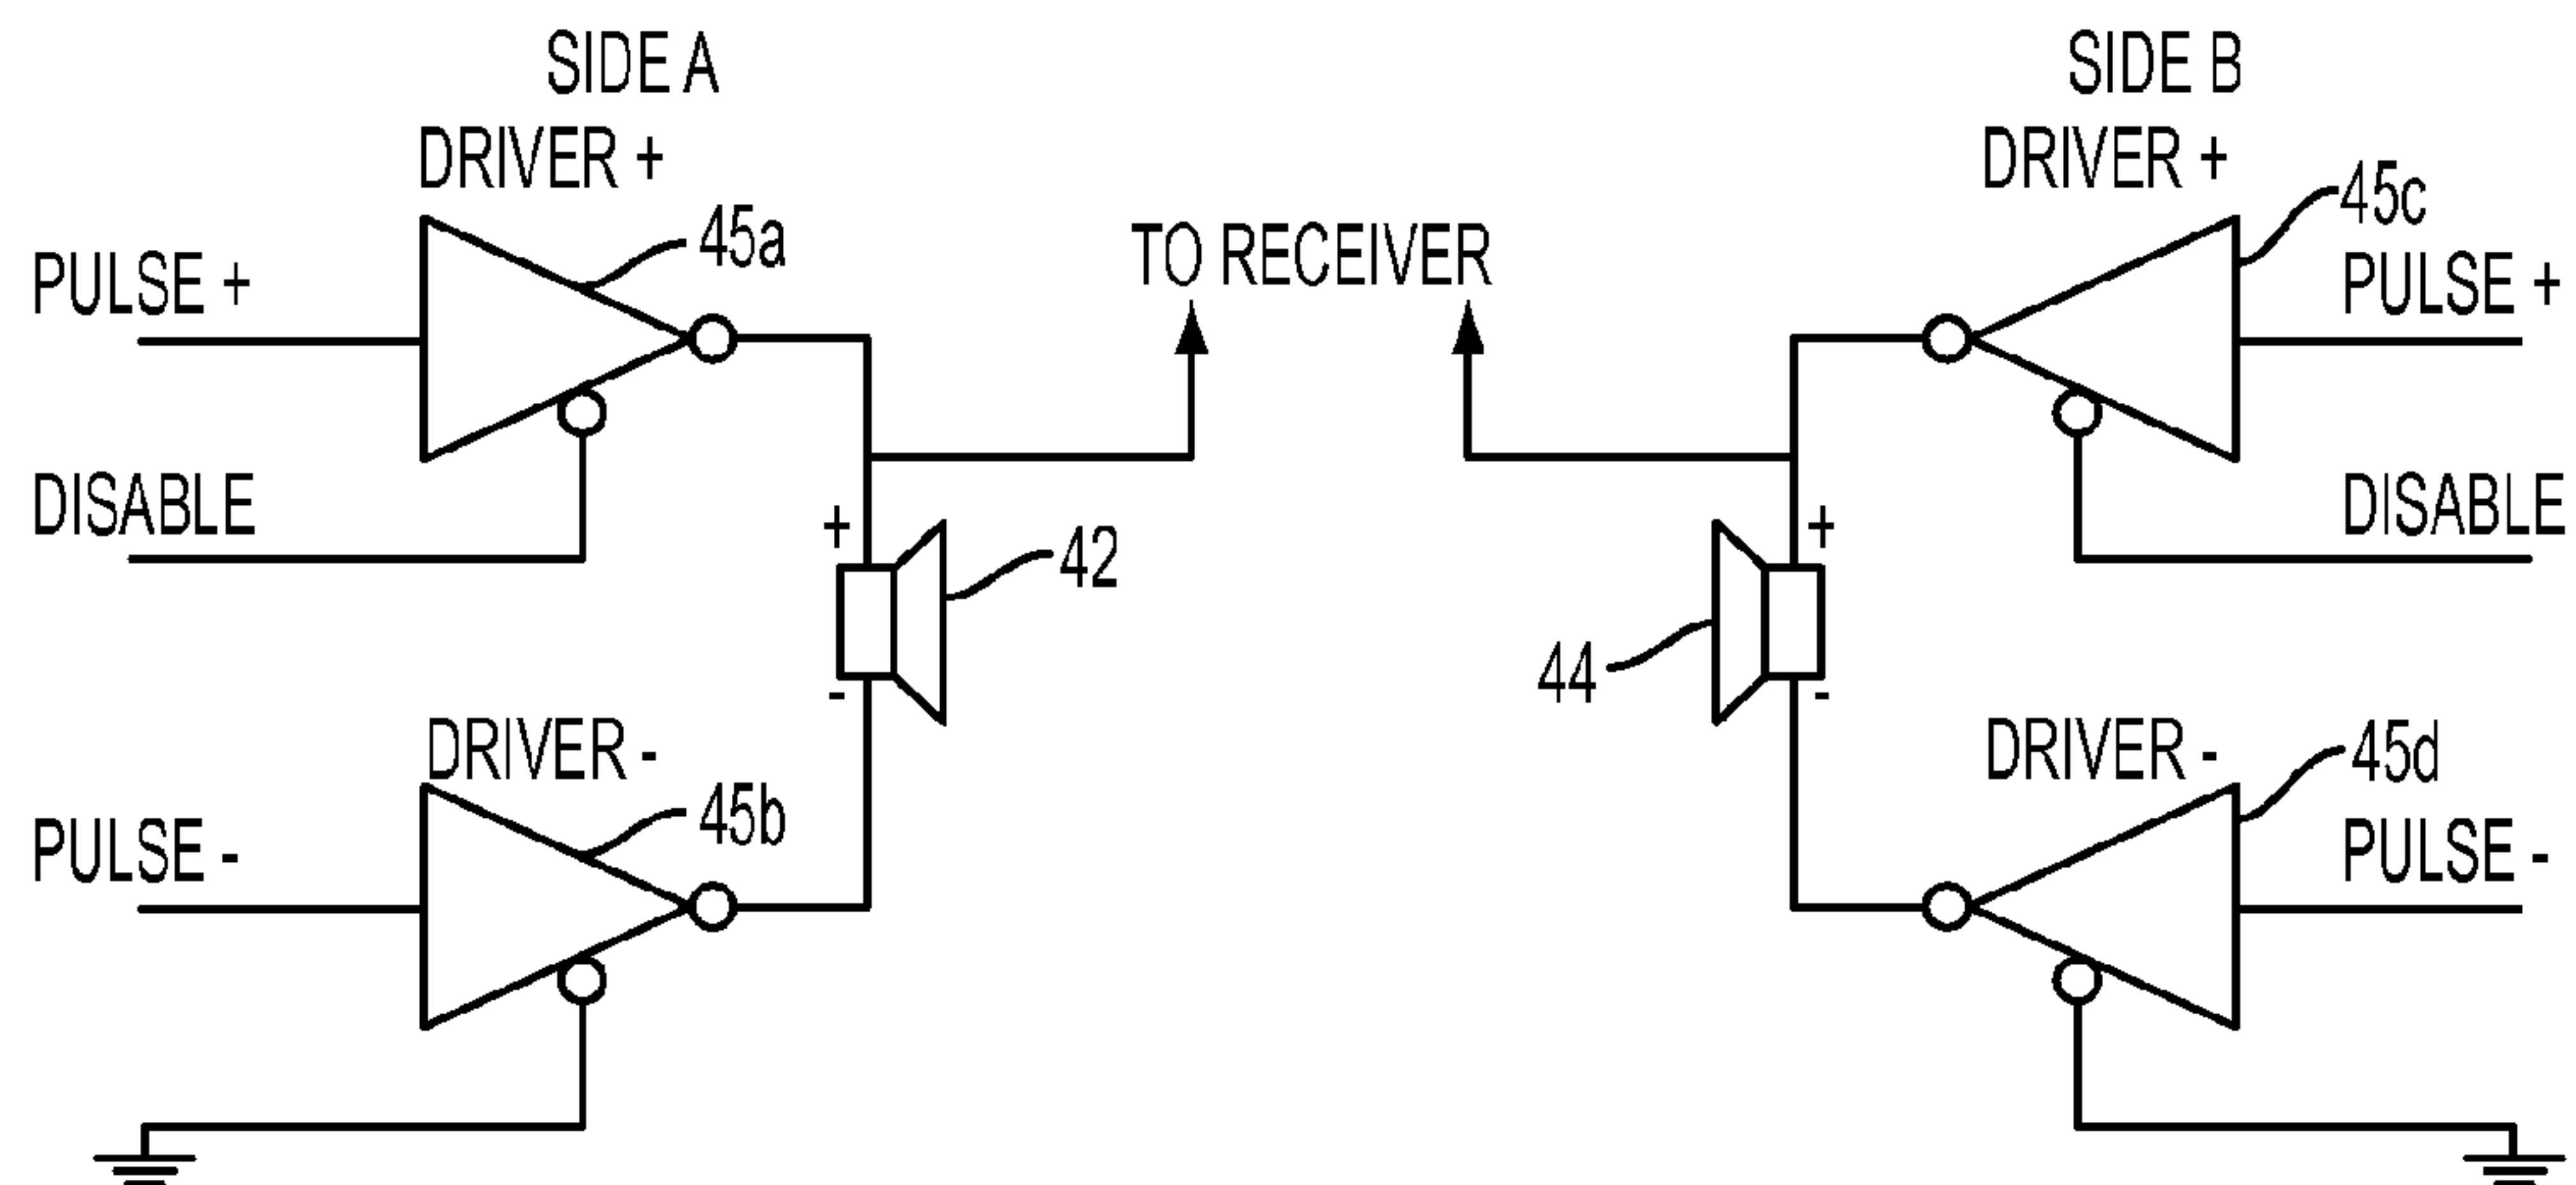 SIDE A
SIDE B
DRIVER +
DRIVER +
45a
45c
PULSE +
TO RECEIVER
PULSE +
DISABLE
DISABLE
+
+
42
44
-
-
DRIVER -
DRIVER -
45b
45d
PULSE -
PULSE -